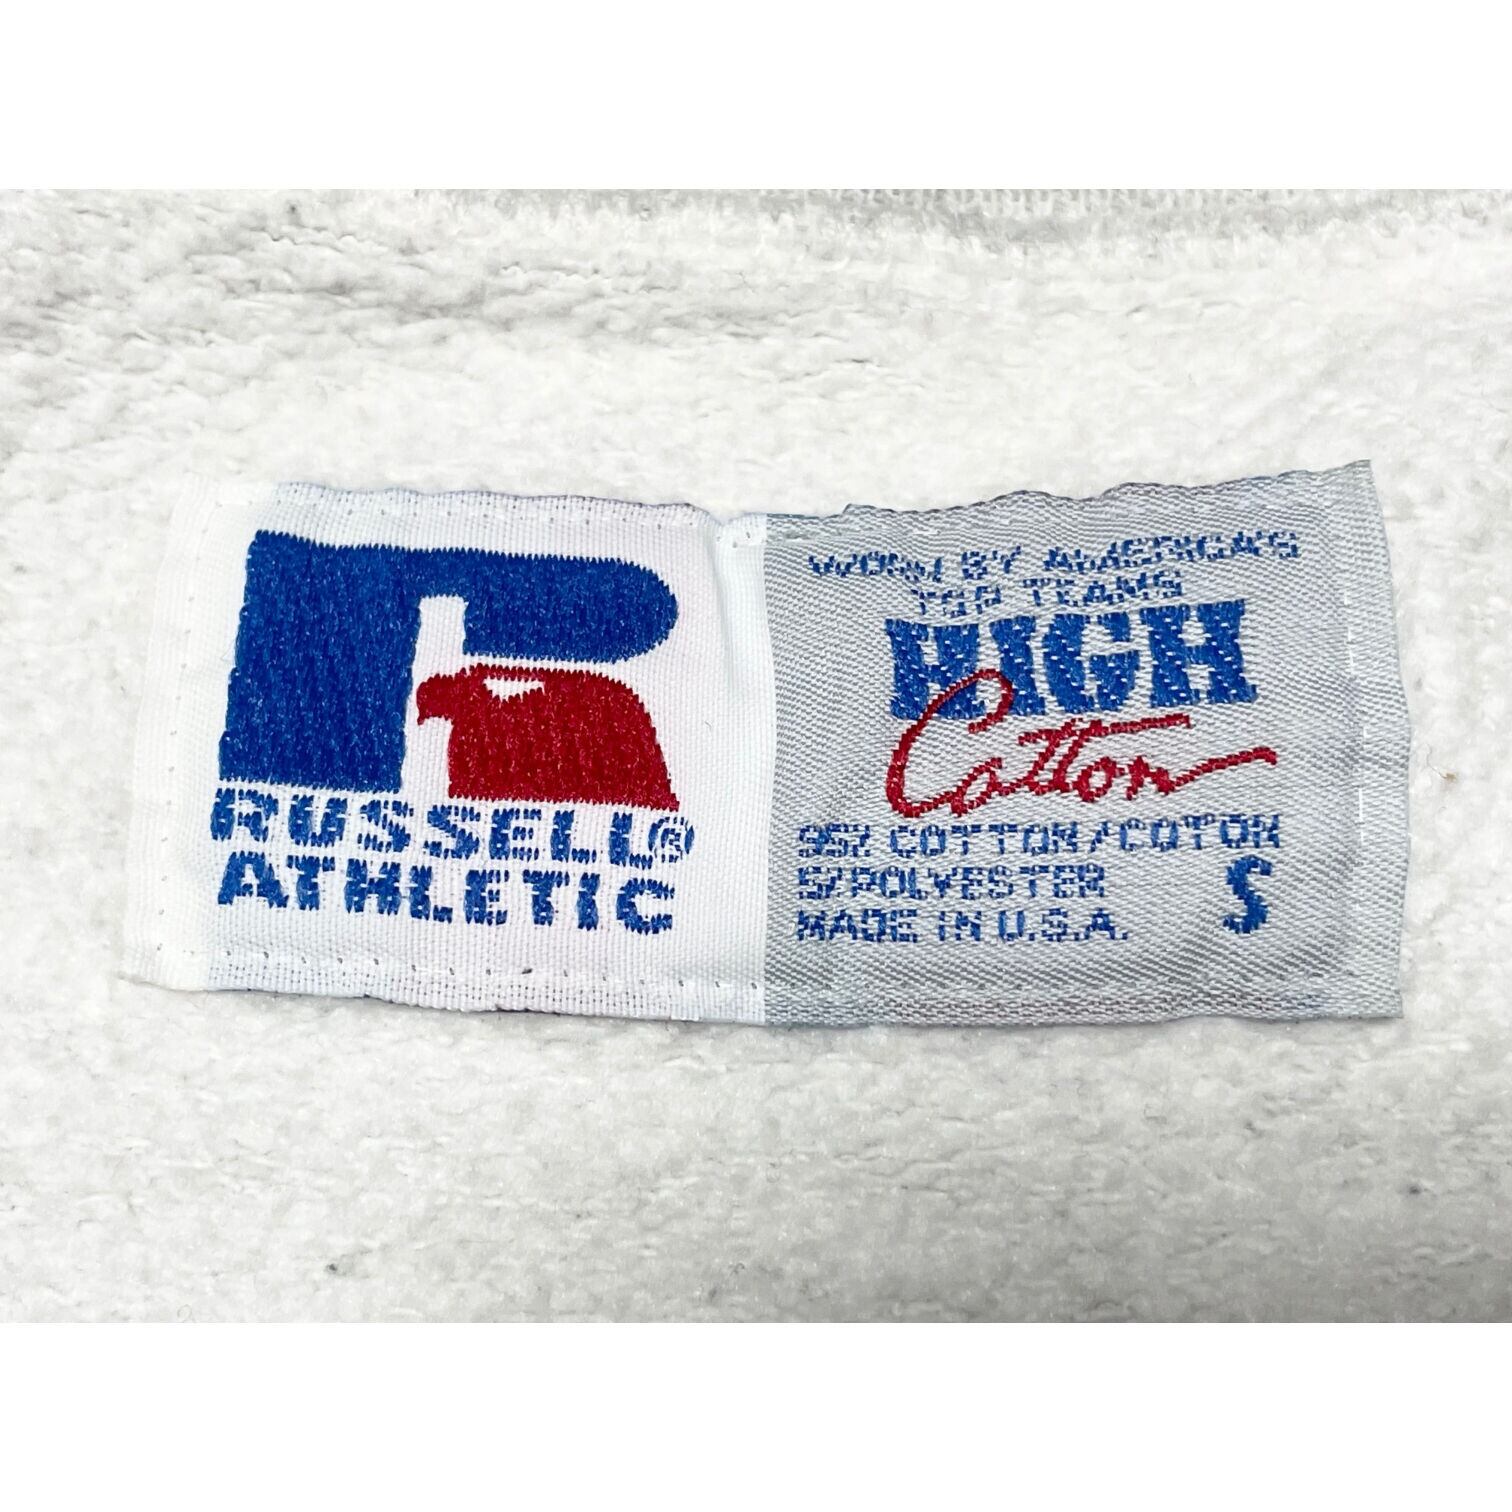 RUSSELL®
ATHLETIC
WORN BY AMERICA'S
TOP TEAMS
HIGH
Cotton
95% COTTON/COTON
5% POLYESTER
MADE IN U.S.A.
S